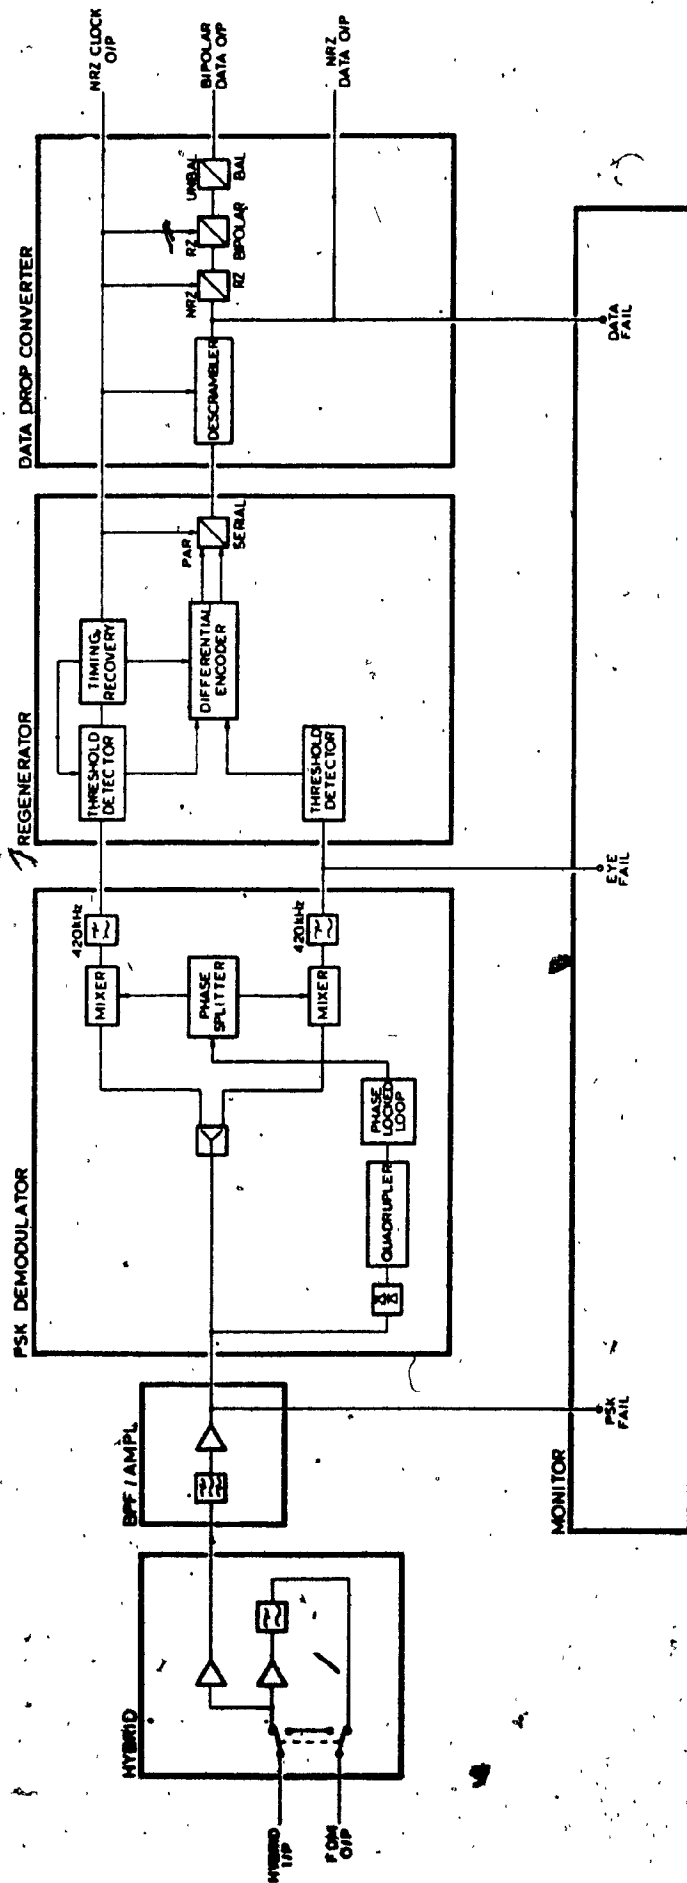 HYBRID
HYBRID
I/P
FDM
O/P
BPF / AMPL
PSK DEMODULATOR
MIXER
420kHz
PHASE
SPLITTER
MIXER
420kHz
QUADRUPLER
PHASE
LOCKED
LOOP
REGENERATOR
THRESHOLD
DETECTOR
TIMING
RECOVERY
DIFFERENTIAL
ENCODER
THRESHOLD
DETECTOR
PAR
SERIAL
DATA DROP CONVERTER
DESCRAMBLER
NRZ
RZ
RZ
BIPOLAR
UNBAL
BAL
NRZ CLOCK
O/P
BIPOLAR
DATA O/P
NRZ
DATA O/P
MONITOR
PSK
FAIL
EYE
FAIL
DATA
FAIL